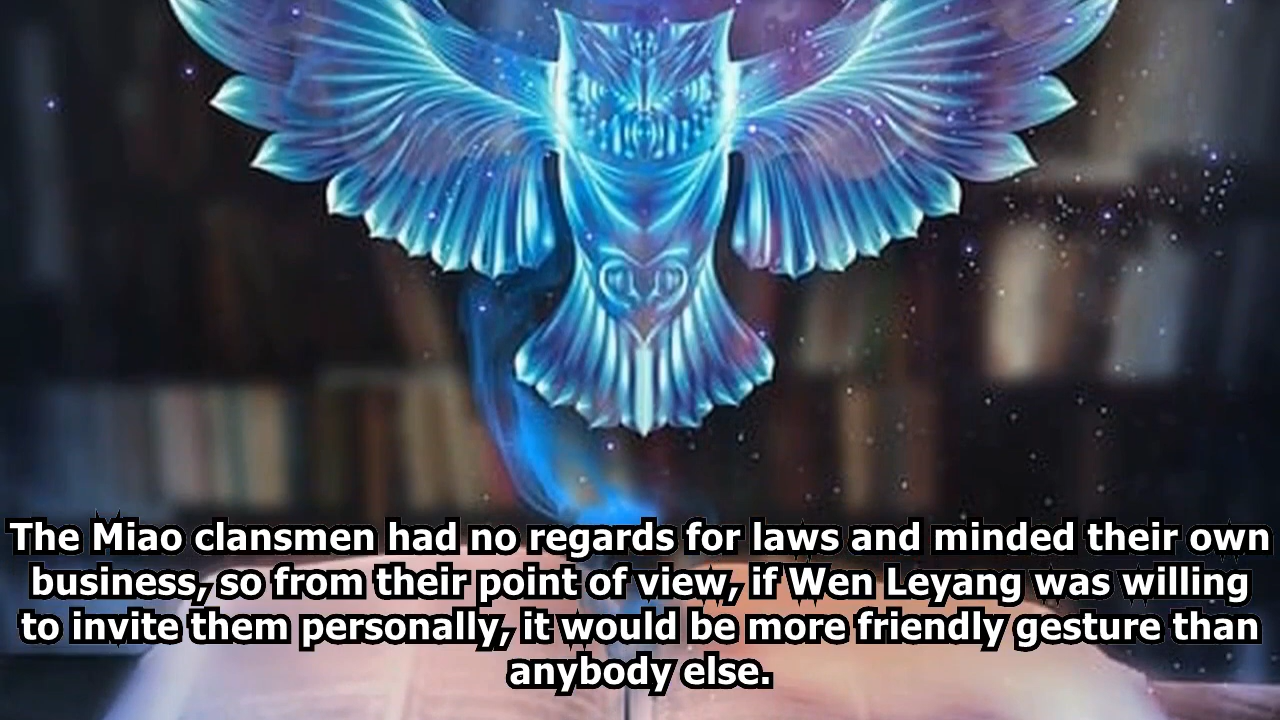 The Miao clansmen had no regards for laws and minded their own
business, so from their point of view, if Wen Leyang was willing
to invite them personally, it would be more friendly gesture than
anybody else.